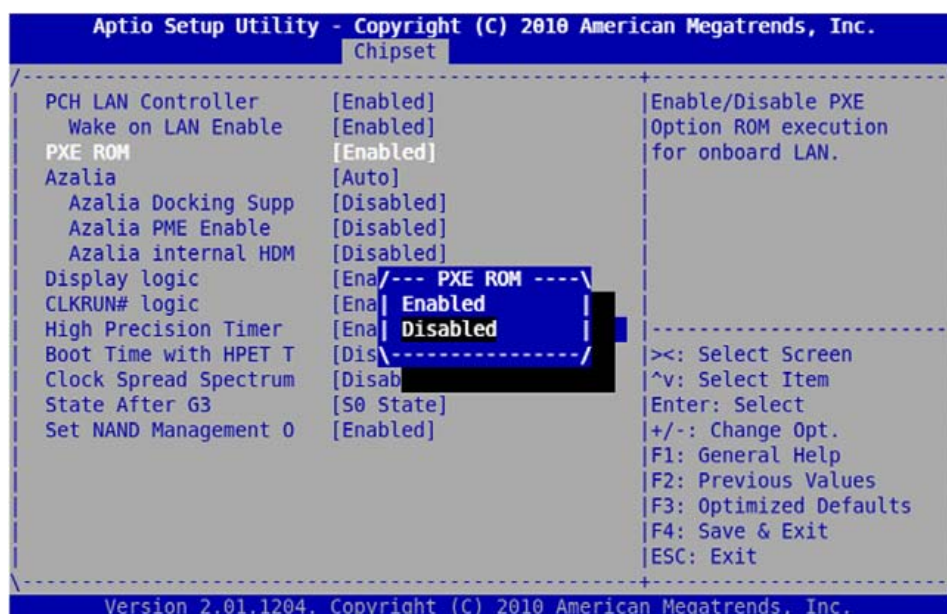 Aptio Setup Utility - Copyright (C) 2010 American Megatrends, Inc.
Chipset
PCH LAN Controller [Enabled]
Wake on LAN Enable [Enabled]
PXE ROM [Enabled]
Azalia [Auto]
Azalia Docking Supp [Disabled]
Azalia PME Enable [Disabled]
Azalia internal HDM [Disabled]
Display logic [Ena
CLKRUN# logic [Ena
High Precision Timer [Ena
Boot Time with HPET T [Dis
Clock Spread Spectrum [Disab
State After G3 [S0 State]
Set NAND Management O [Enabled]
/--- PXE ROM ----\
Enabled
Disabled
Enable/Disable PXE
Option ROM execution
for onboard LAN.
><: Select Screen
^v: Select Item
Enter: Select
+/-: Change Opt.
F1: General Help
F2: Previous Values
F3: Optimized Defaults
F4: Save & Exit
ESC: Exit
Version 2.01.1204. Copyright (C) 2010 American Megatrends, Inc.